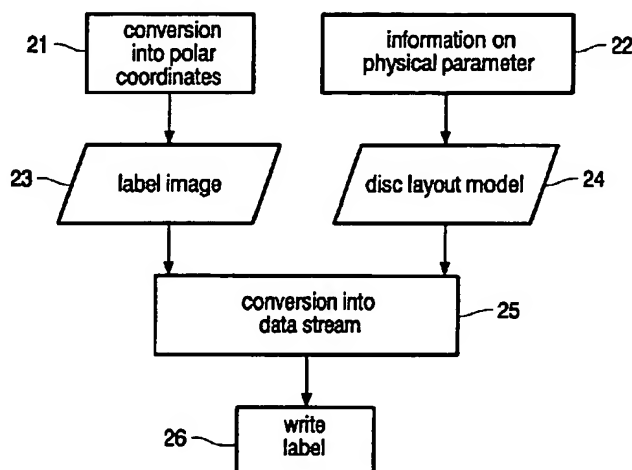 21
conversion
into polar
coordinates
information on
physical parameter
22
23
label image
disc layout model
24
conversion into
data stream
25
26
write
label